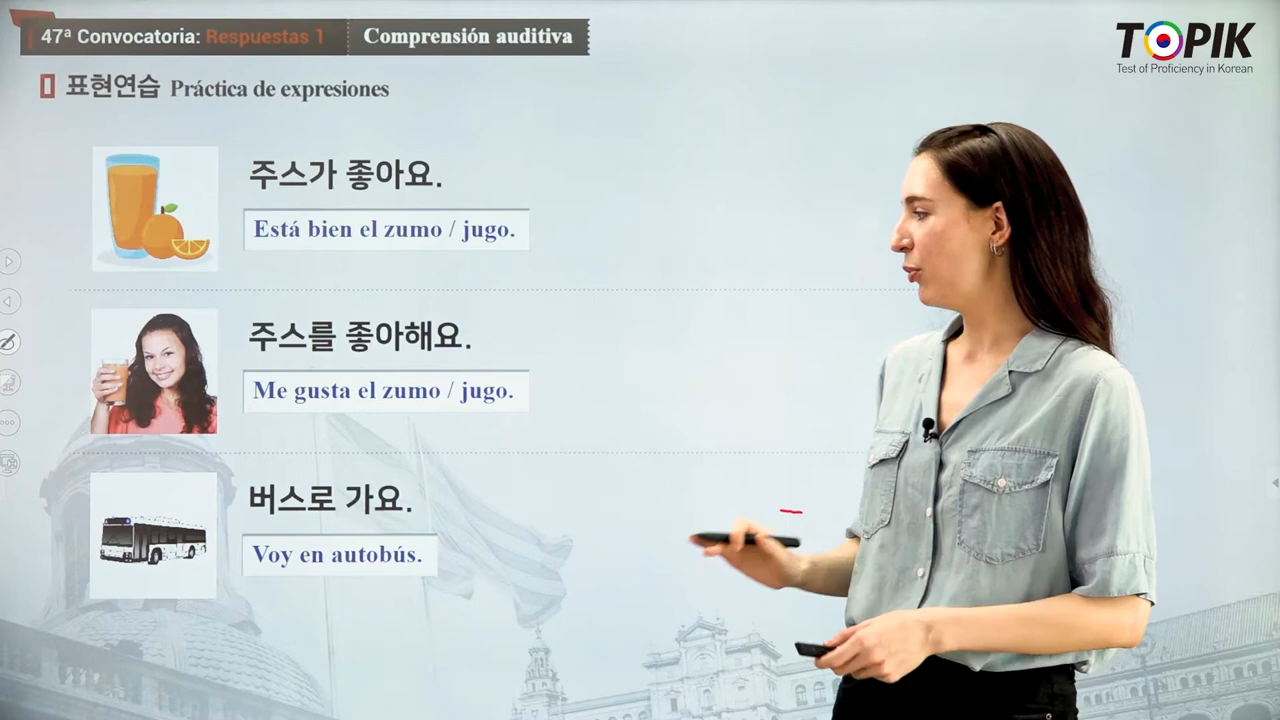 47ª Convocatoria: Respuestas 1
Comprensión auditiva
TOPIK
Test of Proficiency in Korean
표현연습 Práctica de expresiones
주스가 좋아요.
Está bien el zumo / jugo.
주스를 좋아해요.
Me gusta el zumo / jugo.
버스로 가요.
Voy en autobús.